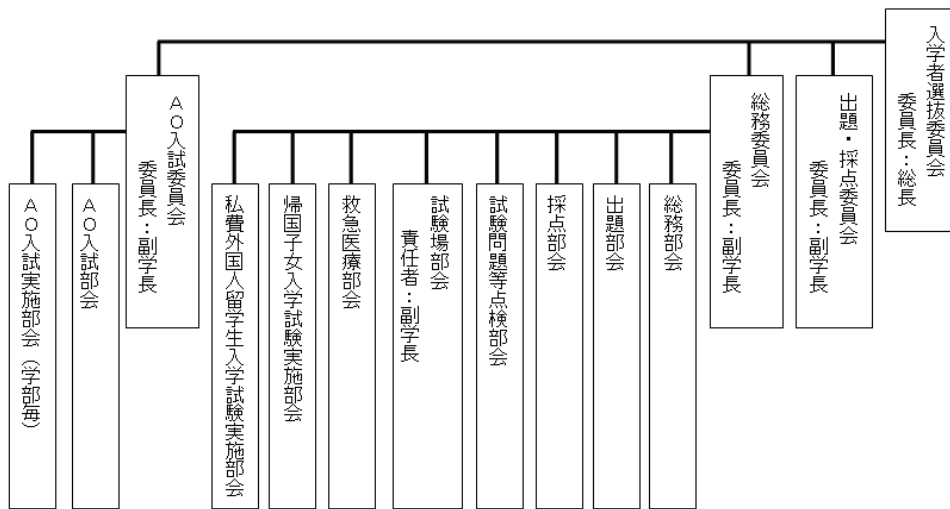 入学者選抜委員会
委員長：総長
出題・採点委員会
委員長：副学長
総務委員会
委員長：副学長
総務部会
出題部会
採点部会
試験問題等点検部会
試験場部会
責任者：副学長
救急医療部会
帰国子女入学試験実施部会
私費外国人留学生入学試験実施部会
ＡＯ入試委員会
委員長：副学長
ＡＯ入試部会
ＡＯ入試実施部会（学部毎）